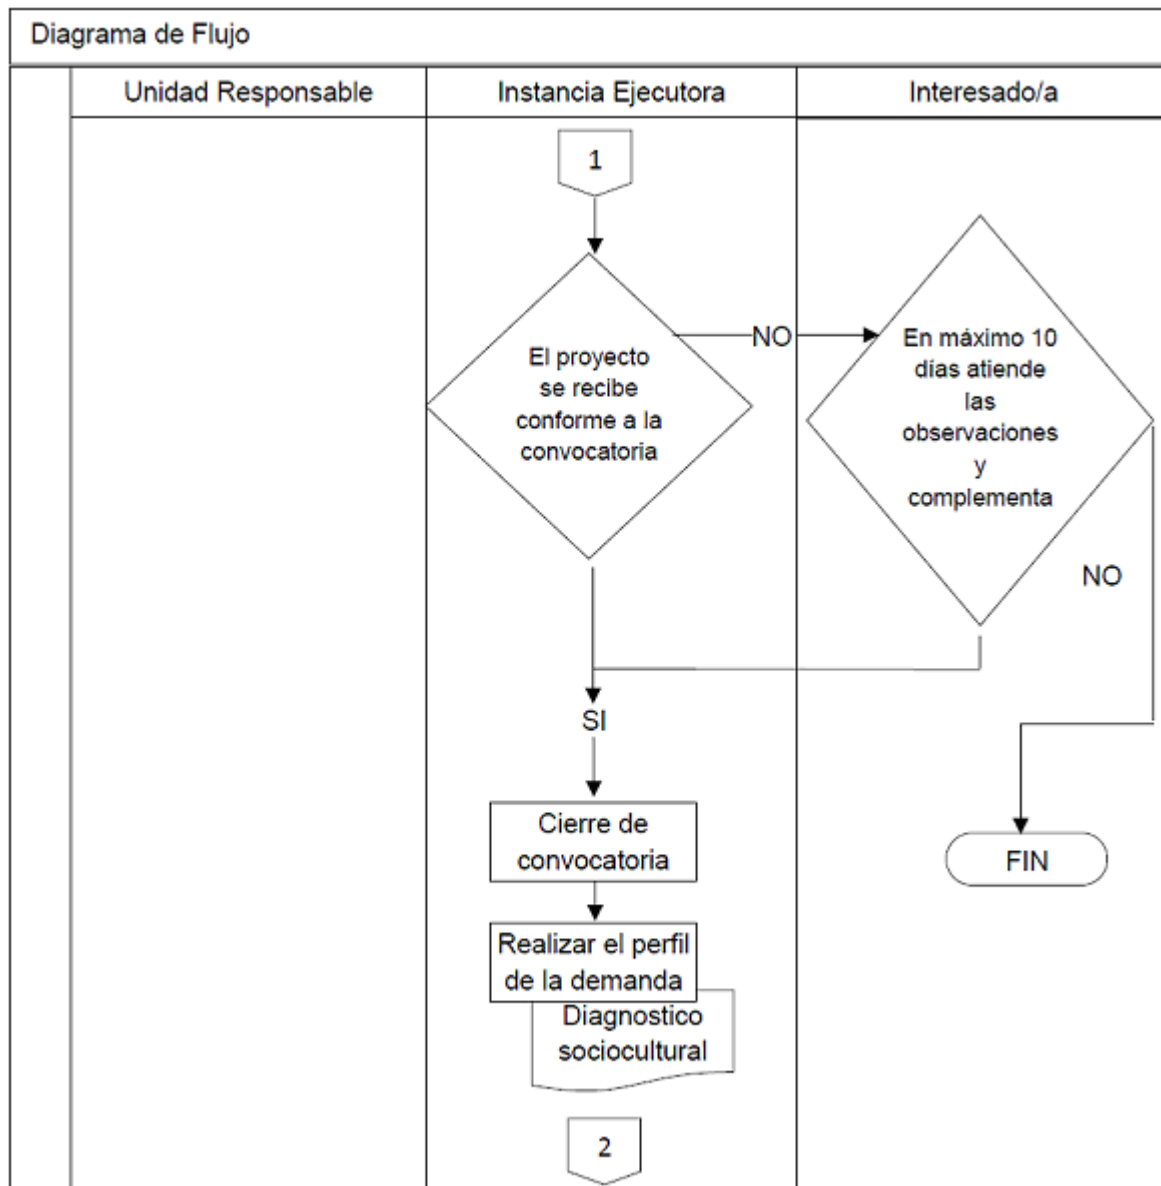 Diagrama de Flujo
Unidad Responsable
Instancia Ejecutora
Interesado/a
1
El proyecto
se recibe
conforme a la
convocatoria
NO
En máximo 10
días atiende
las
observaciones
y
complementa
NO
SI
Cierre de
convocatoria
FIN
Realizar el perfil
de la demanda
Diagnostico
sociocultural
2